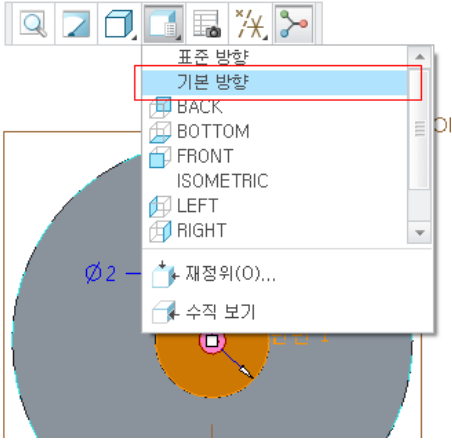 표준 방향
기본 방향
BACK
BOTTOM
FRONT
ISOMETRIC
LEFT
RIGHT
Ø2
재정위(O)...
수직 보기